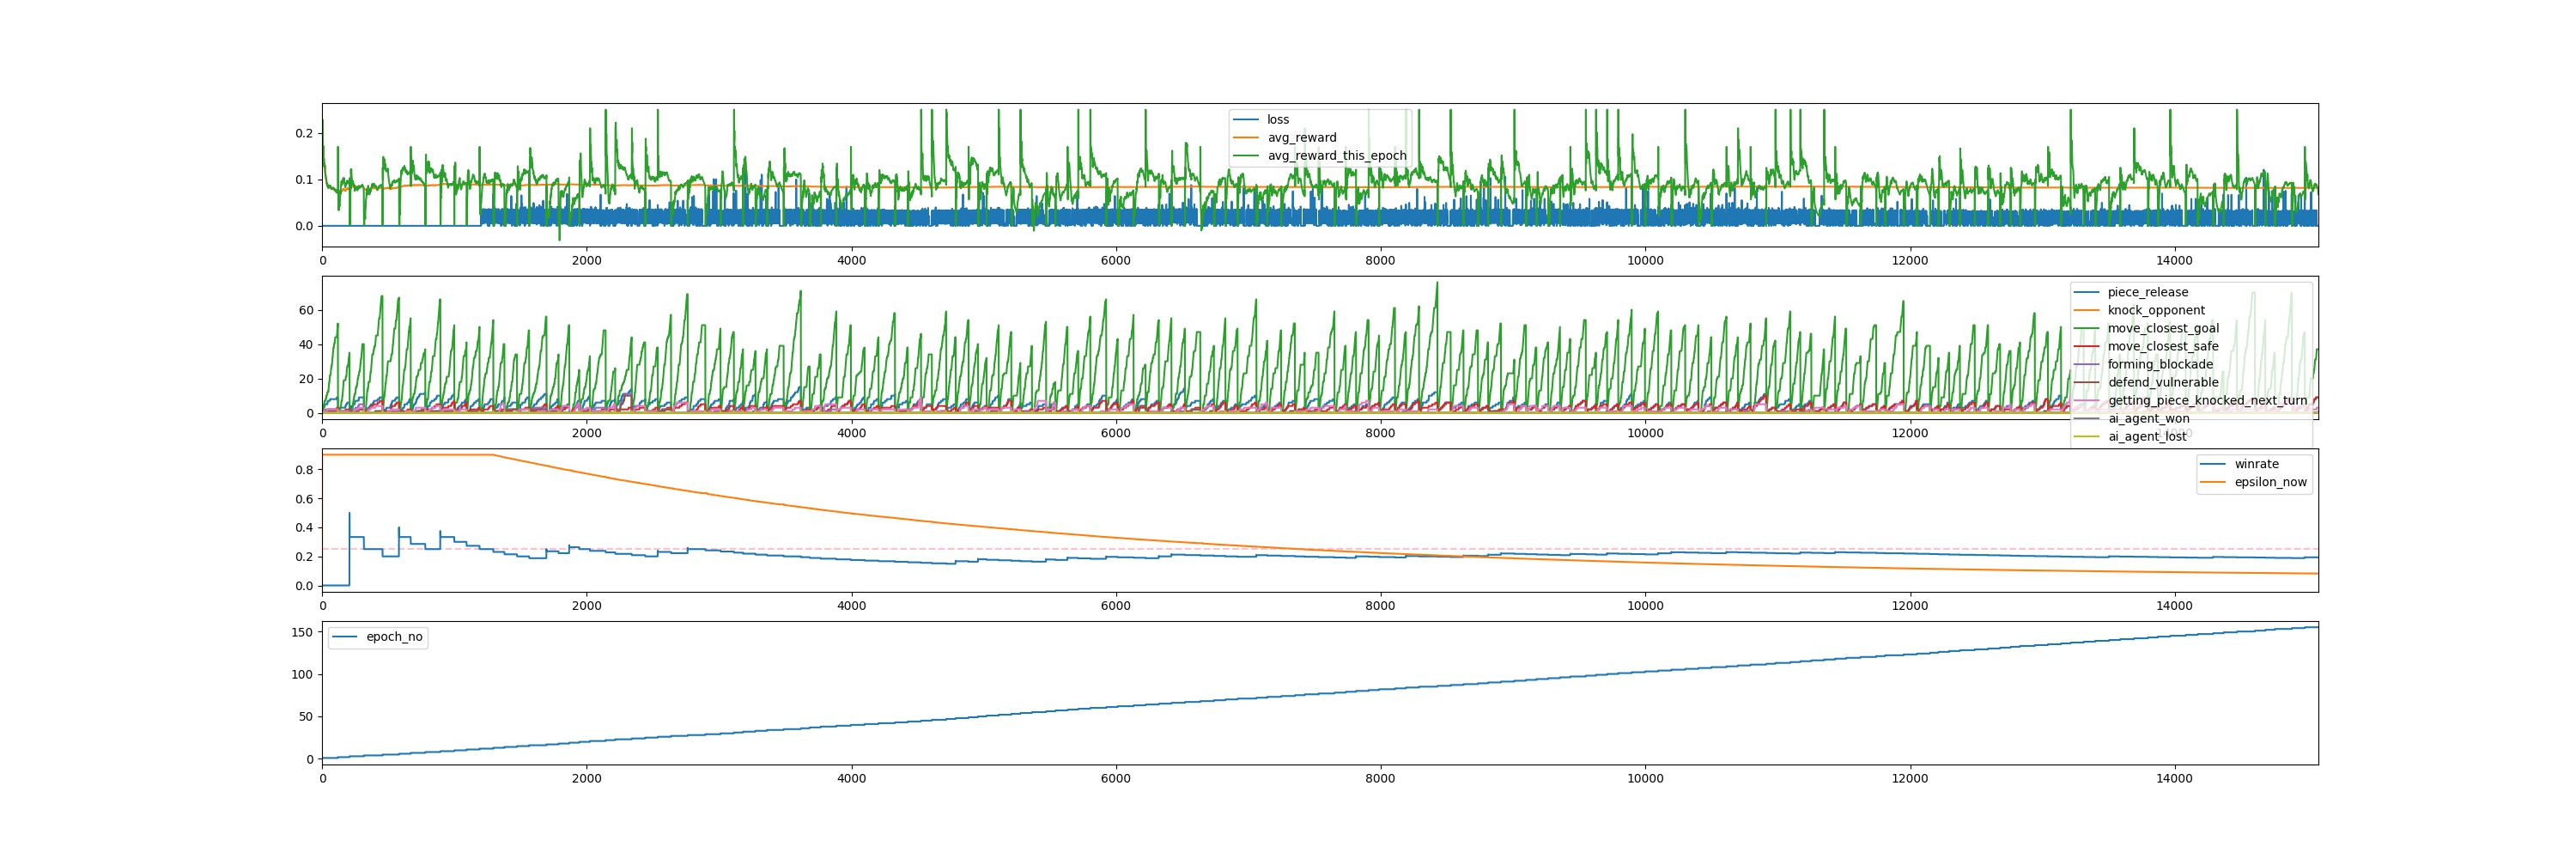 0.2
0.1
0.0
loss
avg_reward
avg_reward_this_epoch
0 2000 4000 6000 8000 10000 12000 14000
60
40
20
0
piece_release
knock_opponent
move_closest_goal
move_closest_safe
forming_blockade
defend_vulnerable
getting_piece_knocked_next_turn
ai_agent_won
ai_agent_lost
0 2000 4000 6000 8000 10000 12000 14000
0.8
0.6
0.4
0.2
0.0
winrate
epsilon_now
0 2000 4000 6000 8000 10000 12000 14000
150
100
50
0
epoch_no
0 2000 4000 6000 8000 10000 12000 14000